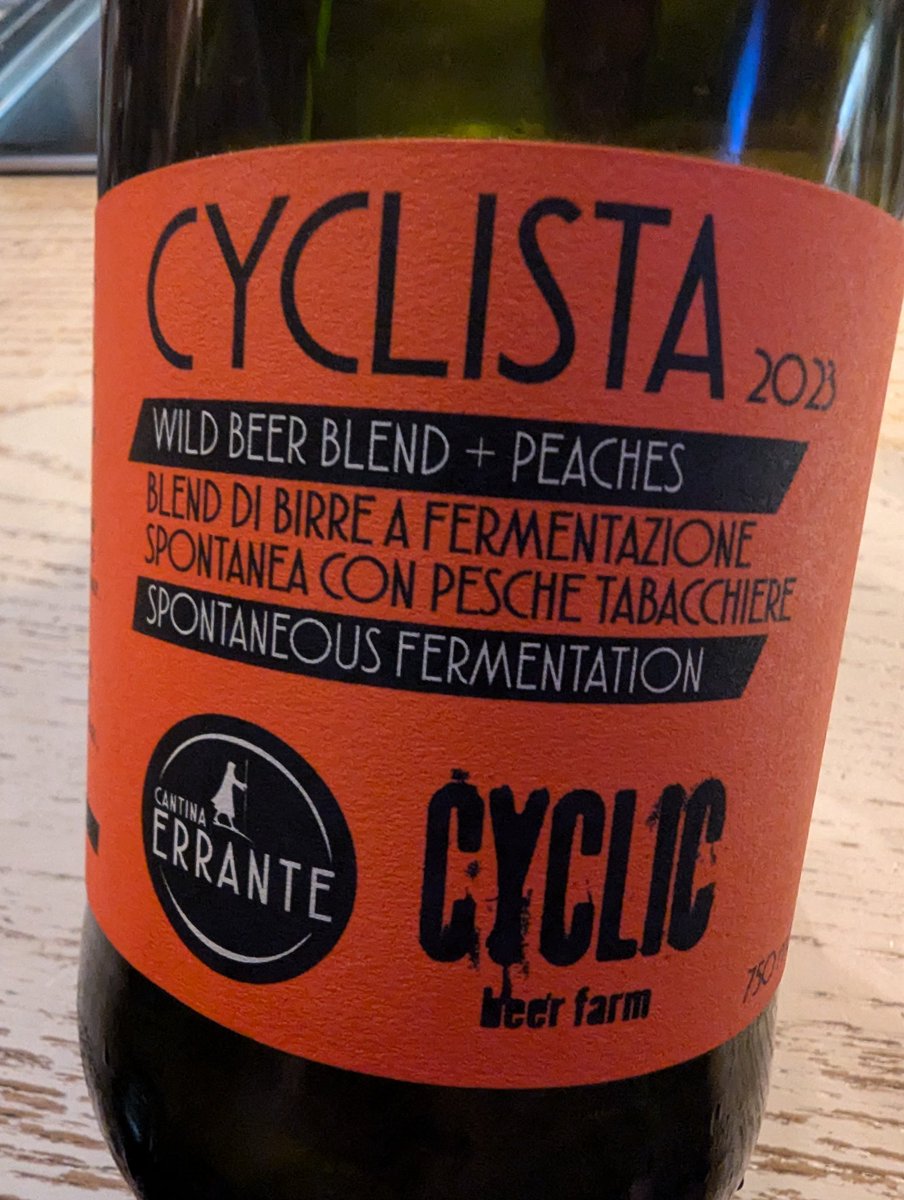 CYCLISTA 2023
WILD BEER BLEND + PEACHES
BLEND DI BIRRE A FERMENTAZIONE
SPONTANEA CON PESCHE TABACCHIERE
SPONTANEOUS FERMENTATION
CANTINA
ERRANTE
CYCLIC
beer farm
750